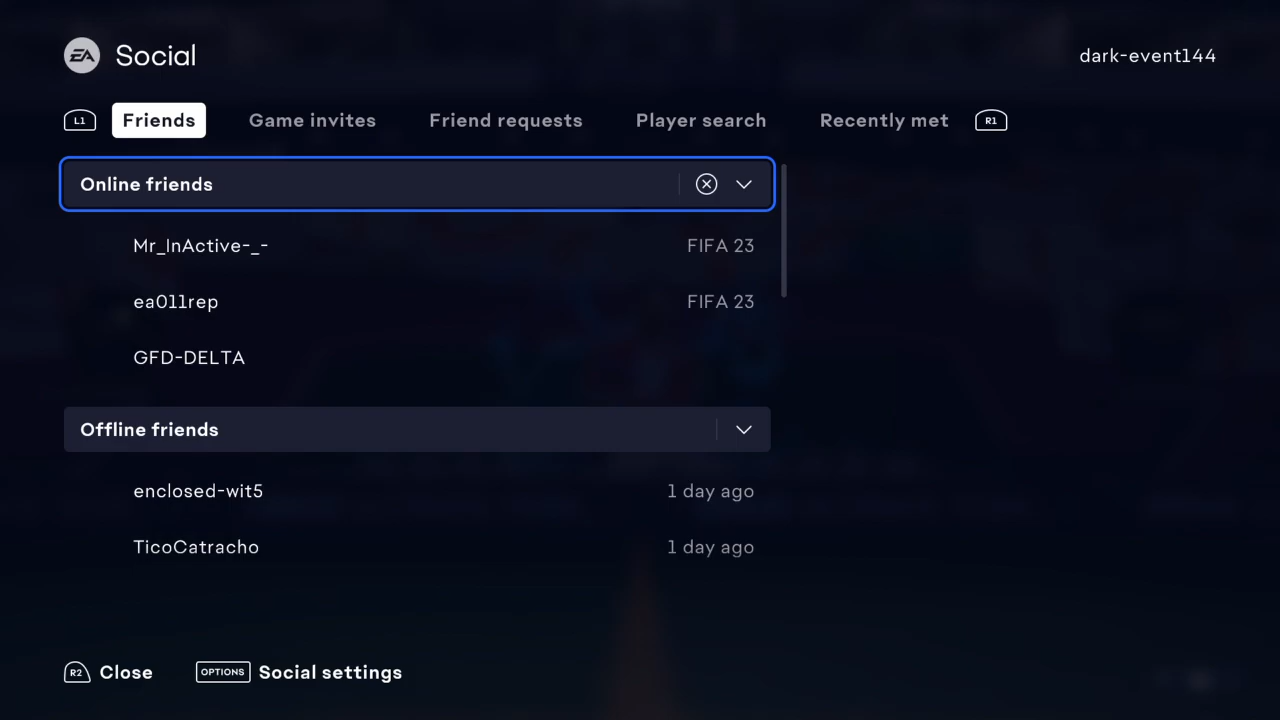 EA Social
dark-event144
L1 Friends Game invites Friend requests Player search Recently met R1
Online friends
Mr_InActive-_- FIFA 23
ea011rep FIFA 23
GFD-DELTA
Offline friends
enclosed-wit5 1 day ago
TicoCatracho 1 day ago
R2 Close OPTIONS Social settings